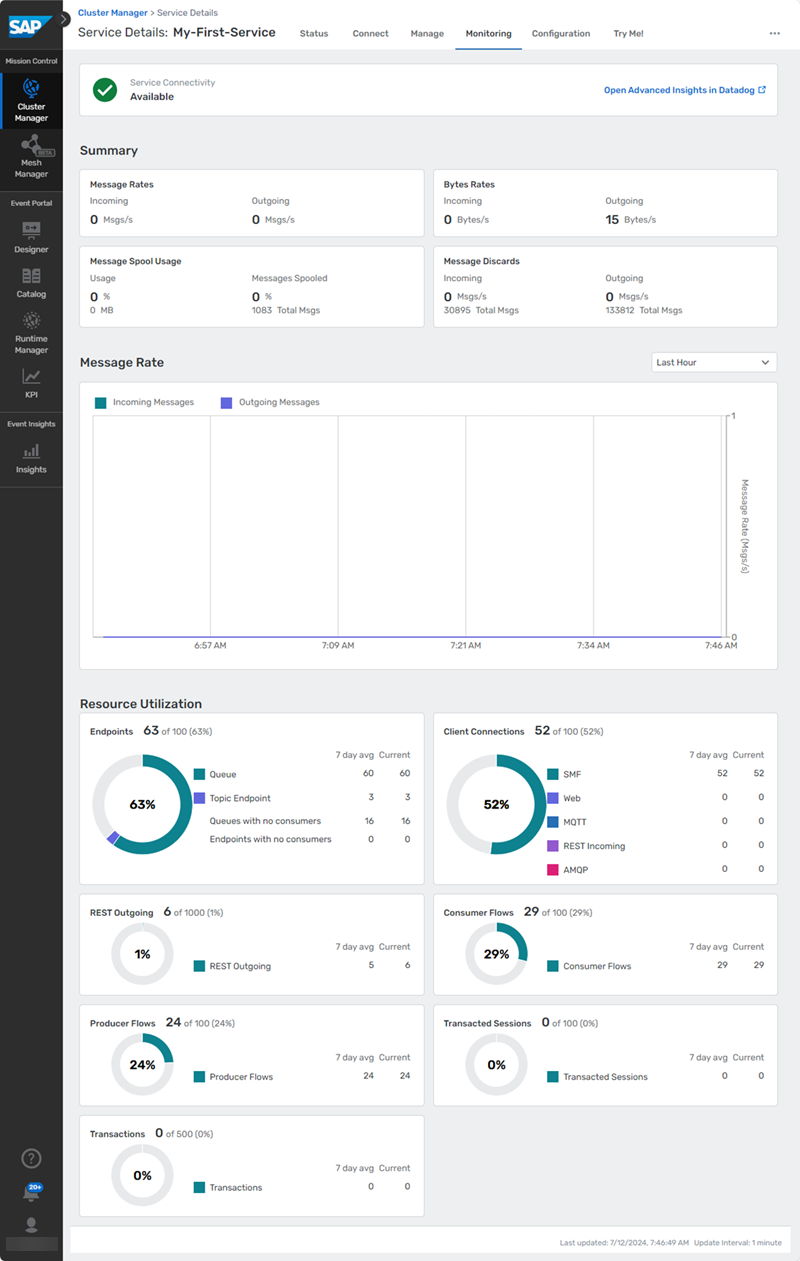 SAP
Cluster Manager > Service Details
Service Details: My-First-Service
Status Connect Manage Monitoring Configuration Try Me!
Mission Control
Cluster
Manager
BETA
Mesh
Manager
Event Portal
Designer
Catalog
Runtime
Manager
KPI
Event Insights
Insights
20+
Service Connectivity
Available
Open Advanced Insights in Datadog
Summary
Message Rates
Incoming Outgoing
0 Msgs/s 0 Msgs/s
Bytes Rates
Incoming Outgoing
0 Bytes/s 15 Bytes/s
Message Spool Usage
Usage Messages Spooled
0 % 0 %
0 MB 1083 Total Msgs
Message Discards
Incoming Outgoing
0 Msgs/s 0 Msgs/s
30895 Total Msgs 133812 Total Msgs
Message Rate
Last Hour
Incoming Messages Outgoing Messages
1
Message Rate (Msgs/s)
0
6:57 AM 7:09 AM 7:21 AM 7:34 AM 7:46 AM
Resource Utilization
Endpoints 63 of 100 (63%)
63%
7 day avg Current
Queue 60 60
Topic Endpoint 3 3
Queues with no consumers 16 16
Endpoints with no consumers 0 0
Client Connections 52 of 100 (52%)
52%
7 day avg Current
SMF 52 52
Web 0 0
MQTT 0 0
REST Incoming 0 0
AMQP 0 0
REST Outgoing 6 of 1000 (1%)
1%
7 day avg Current
REST Outgoing 5 6
Consumer Flows 29 of 100 (29%)
29%
7 day avg Current
Consumer Flows 29 29
Producer Flows 24 of 100 (24%)
24%
7 day avg Current
Producer Flows 24 24
Transacted Sessions 0 of 100 (0%)
0%
7 day avg Current
Transacted Sessions 0 0
Transactions 0 of 500 (0%)
0%
7 day avg Current
Transactions 0 0
Last updated: 7/12/2024, 7:46:49 AM Update Interval: 1 minute